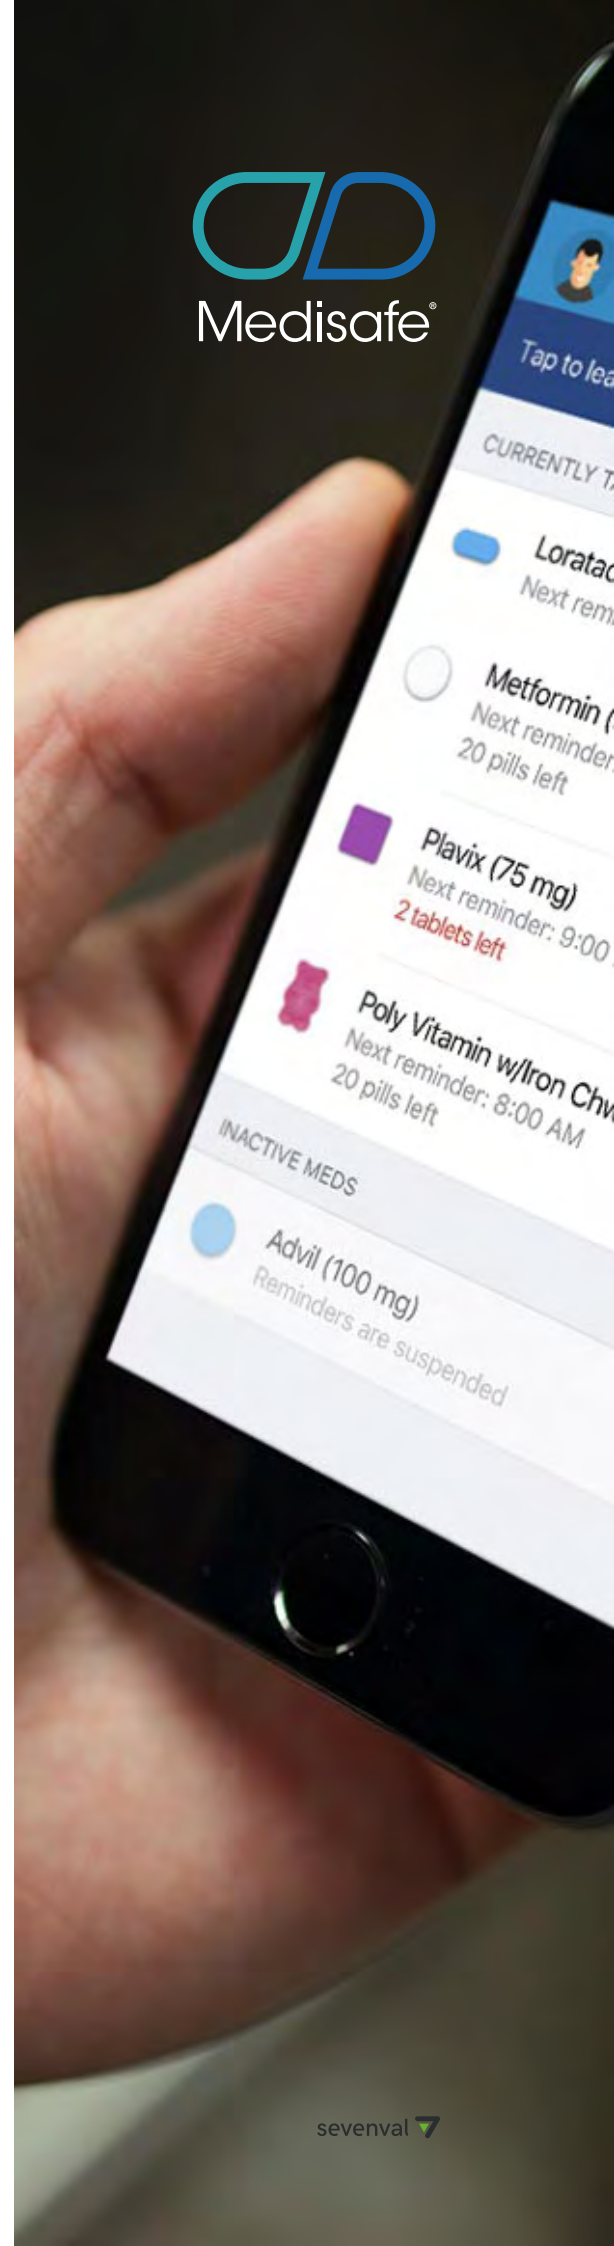 Medisafe®
Tap to lea
CURRENTLY TA
Loratad
Next remi
Metformin (
Next reminder:
20 pills left
Plavix (75 mg)
Next reminder: 9:00
2 tablets left
Poly Vitamin w/Iron Chw
Next reminder: 8:00 AM
20 pills left
INACTIVE MEDS
Advil (100 mg)
Reminders are suspended
sevenval